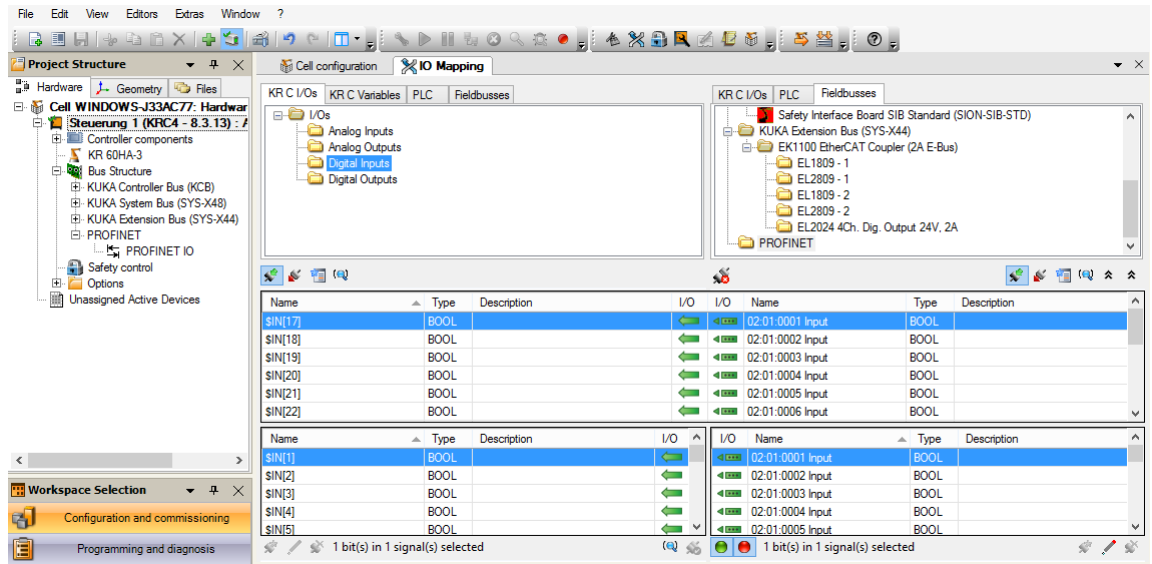 File Edit View Editors Extras Window ?
Project Structure
Hardware Geometry Files
Cell WINDOWS-J33AC77: Hardwar
Steuerung 1 (KRC4 - 8.3.13) : A
Controller components
KR 60HA-3
Bus Structure
KUKA Controller Bus (KCB)
KUKA System Bus (SYS-X48)
KUKA Extension Bus (SYS-X44)
PROFINET
PROFINET IO
Safety control
Options
Unassigned Active Devices
Workspace Selection
Configuration and commissioning
Programming and diagnosis
Cell configuration IO Mapping
KR C I/Os KR C Variables PLC Fieldbusses
I/Os
Analog Inputs
Analog Outputs
Digital Inputs
Digital Outputs
KR C I/Os PLC Fieldbusses
Safety Interface Board SIB Standard (SION-SIB-STD)
KUKA Extension Bus (SYS-X44)
EK1100 EtherCAT Coupler (2A E-Bus)
EL1809 - 1
EL2809 - 1
EL1809 - 2
EL2809 - 2
EL2024 4Ch. Dig. Output 24V, 2A
PROFINET
Name Type Description I/O I/O Name Type Description
$IN[17] BOOL 02:01:0001 Input BOOL
$IN[18] BOOL 02:01:0002 Input BOOL
$IN[19] BOOL 02:01:0003 Input BOOL
$IN[20] BOOL 02:01:0004 Input BOOL
$IN[21] BOOL 02:01:0005 Input BOOL
$IN[22] BOOL 02:01:0006 Input BOOL
Name Type Description I/O I/O Name Type Description
$IN[1] BOOL 02:01:0001 Input BOOL
$IN[2] BOOL 02:01:0002 Input BOOL
$IN[3] BOOL 02:01:0003 Input BOOL
$IN[4] BOOL 02:01:0004 Input BOOL
$IN[5] BOOL 02:01:0005 Input BOOL
1 bit(s) in 1 signal(s) selected 1 bit(s) in 1 signal(s) selected